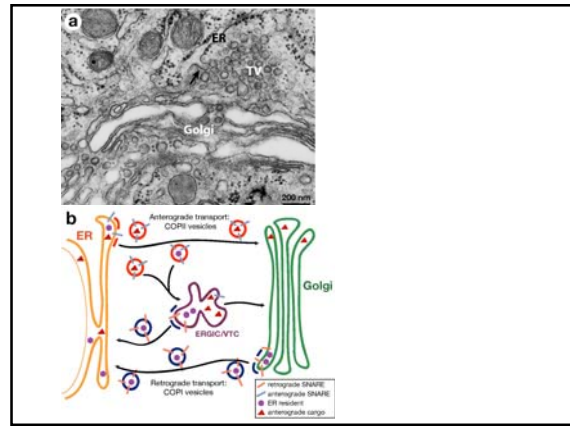 a
ER
TV
Golgi
200 nm
b
Anterograde transport:
COPII vesicles
ER
Golgi
ERGIC/VTC
Retrograde transport:
COPI vesicles
retrograde SNARE
anterograde SNARE
ER resident
anterograde cargo